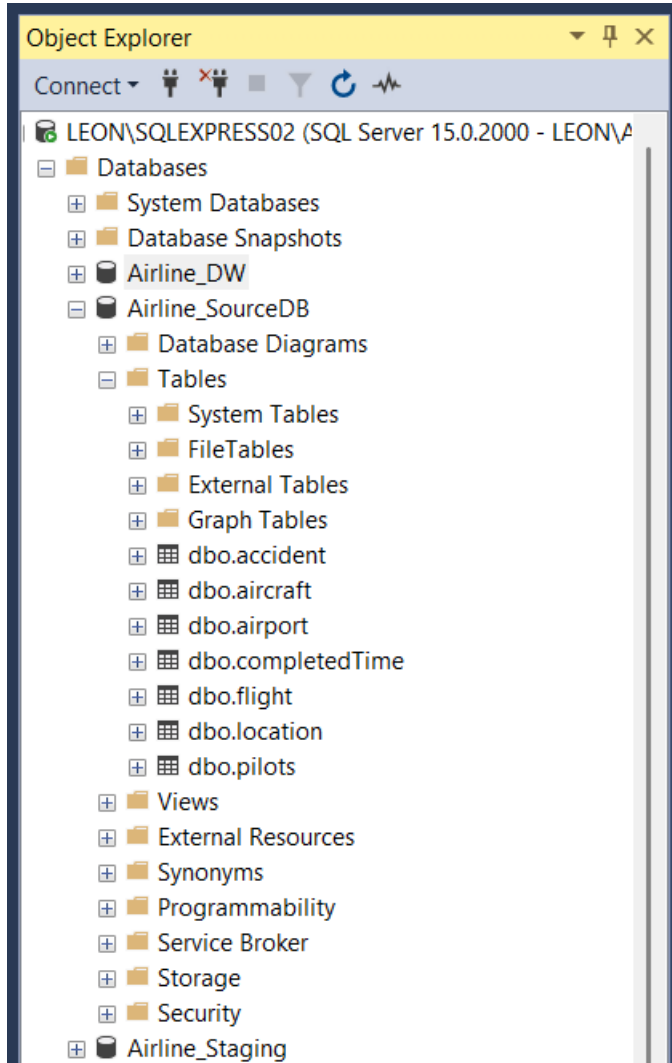 Object Explorer
Connect
LEON\SQLEXPRESS02 (SQL Server 15.0.2000 - LEON\A
Databases
System Databases
Database Snapshots
Airline_DW
Airline_SourceDB
Database Diagrams
Tables
System Tables
FileTables
External Tables
Graph Tables
dbo.accident
dbo.aircraft
dbo.airport
dbo.completedTime
dbo.flight
dbo.location
dbo.pilots
Views
External Resources
Synonyms
Programmability
Service Broker
Storage
Security
Airline_Staging